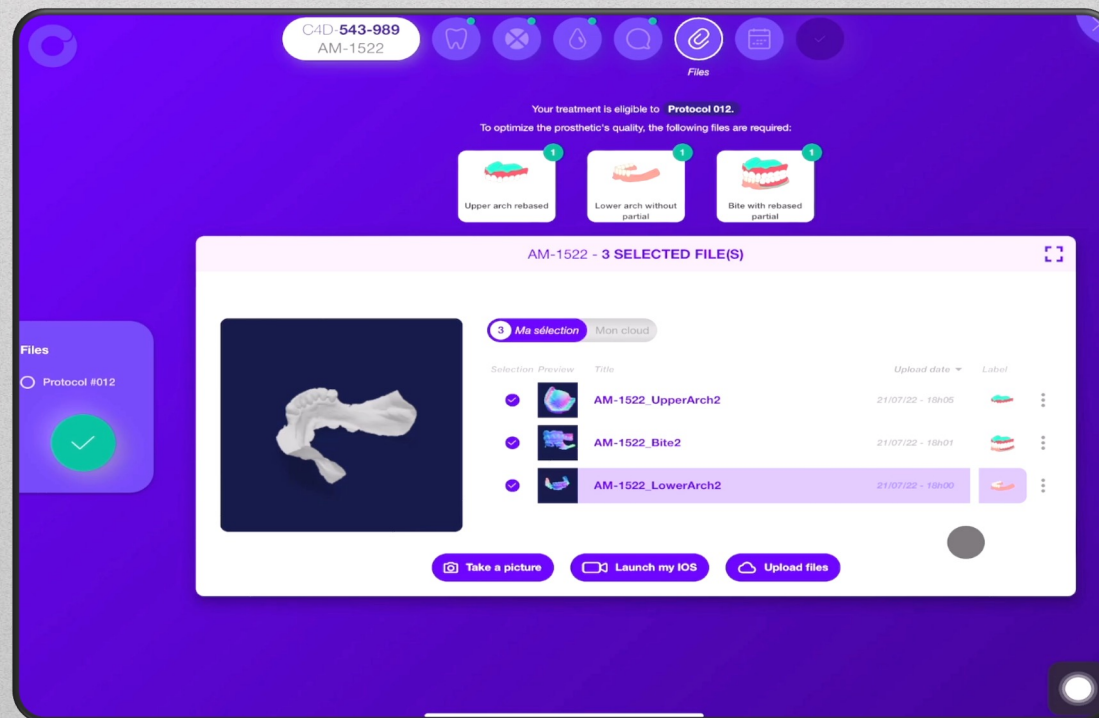 C4D-543-989
AM-1522
Files
Your treatment is eligible to Protocol 012.
To optimize the prosthetic's quality, the following files are required:
1
1
1
Upper arch rebased
Lower arch without
partial
Bite with rebased
partial
AM-1522 - 3 SELECTED FILE(S)
Files
Protocol #012
3 Ma sélection Mon cloud
Selection Preview Title Upload date Label
AM-1522_UpperArch2 21/07/22 - 18h05
AM-1522_Bite2 21/07/22 - 18h01
AM-1522_LowerArch2 21/07/22 - 18h00
Take a picture Launch my IOS Upload files